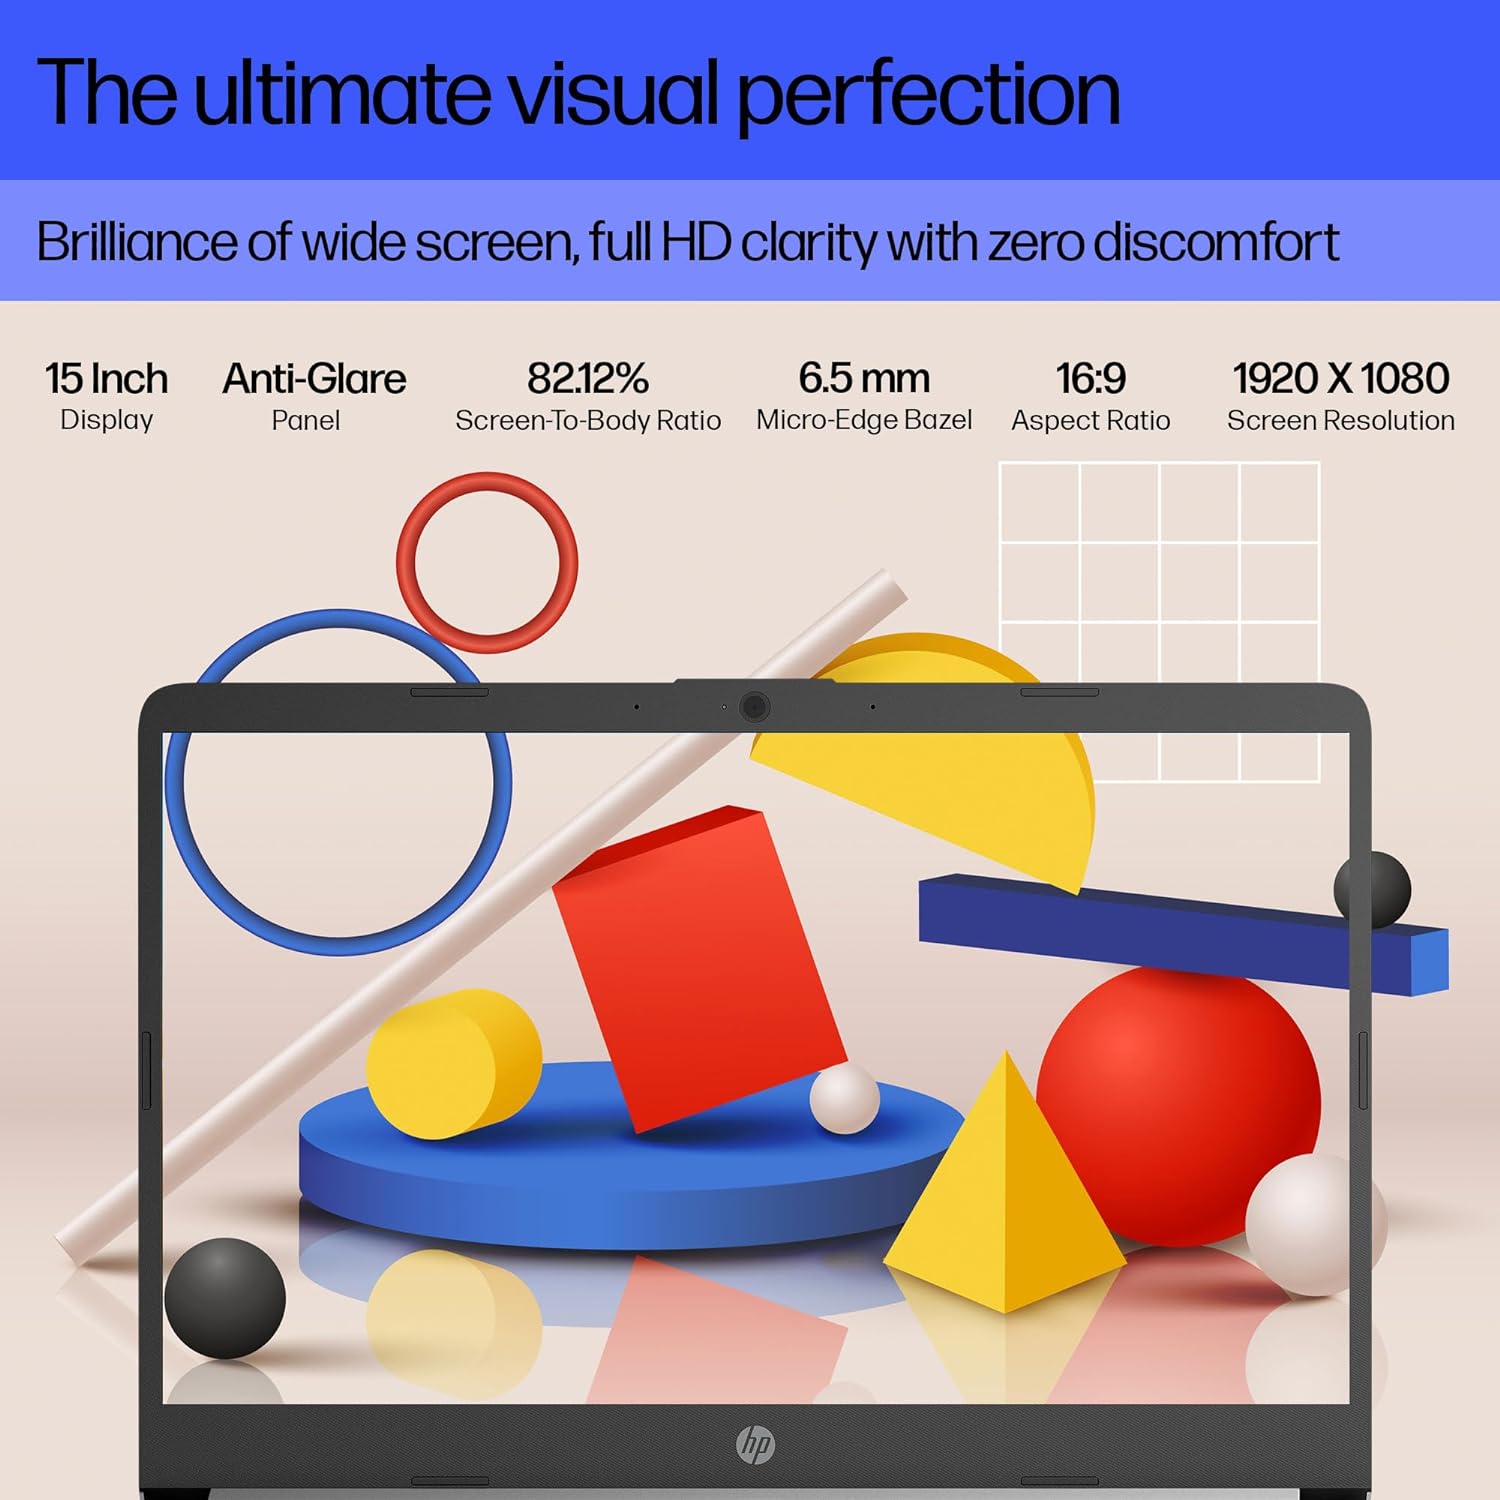 The ultimate visual perfection
Brilliance of wide screen, full HD clarity with zero discomfort
15 Inch
Display
Anti-Glare
Panel
82.12%
Screen-To-Body Ratio
6.5 mm
Micro-Edge Bazel
16:9
Aspect Ratio
1920 X 1080
Screen Resolution
hp